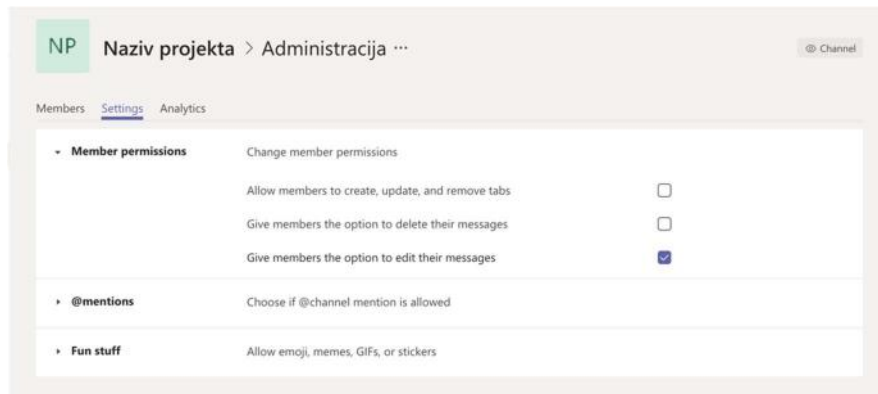 NP
Naziv projekta > Administracija ...
Channel
Members Settings Analytics
Member permissions Change member permissions
Allow members to create, update, and remove tabs
Give members the option to delete their messages
Give members the option to edit their messages
@mentions Choose if @channel mention is allowed
Fun stuff Allow emoji, memes, GIFs, or stickers